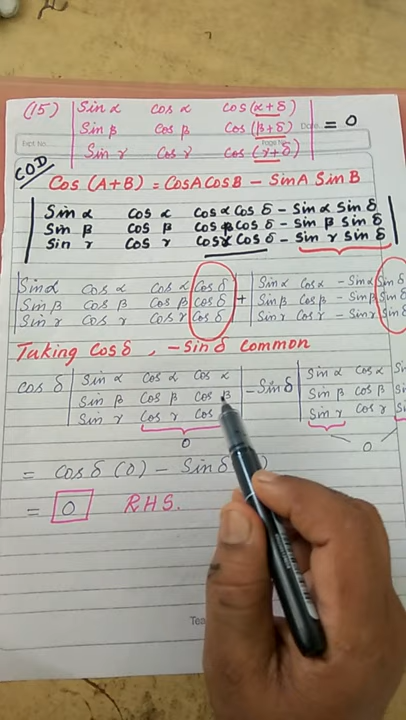 (15) | Sin α Cos α Cos (α+δ) |
| Sin β Cos β Cos (β+δ) | = 0
| Sin γ Cos γ Cos (γ+δ) |
Date
Page No.
COD
Cos (A+B) = CosA CosB − SinA Sin B
| Sin α Cos α Cos α Cos δ − Sin α Sin δ |
| Sin β Cos β Cos β Cos δ − Sin β Sin δ |
| Sin γ Cos γ Cos γ Cos δ − Sin γ Sin δ |
| Sin α Cos α Cos α Cos δ | | Sin α Cos α − Sin α Sin δ
| Sin β Cos β Cos β Cos δ | + | Sin β Cos β − Sin β Sin δ
| Sin γ Cos γ Cos γ Cos δ | | Sin γ Cos γ − Sin γ Sin δ
Taking Cos δ , − Sin δ common
Cos δ | Sin α Cos α Cos α | − Sin δ | Sin α Cos α
| Sin β Cos β Cos β | | Sin β Cos β
| Sin γ Cos γ Cos | | Sin γ Cos γ
0 0
= Cos δ (0) − Sin δ )
= 0 RHS.